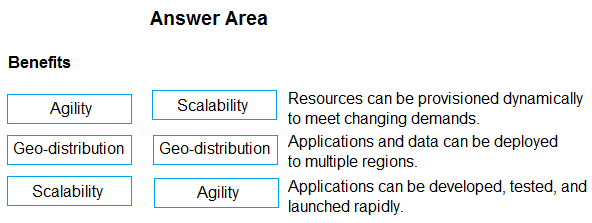 Answer Area
Benefits
Agility
Scalability
Resources can be provisioned dynamically
to meet changing demands.
Geo-distribution
Geo-distribution
Applications and data can be deployed
to multiple regions.
Scalability
Agility
Applications can be developed, tested, and
launched rapidly.